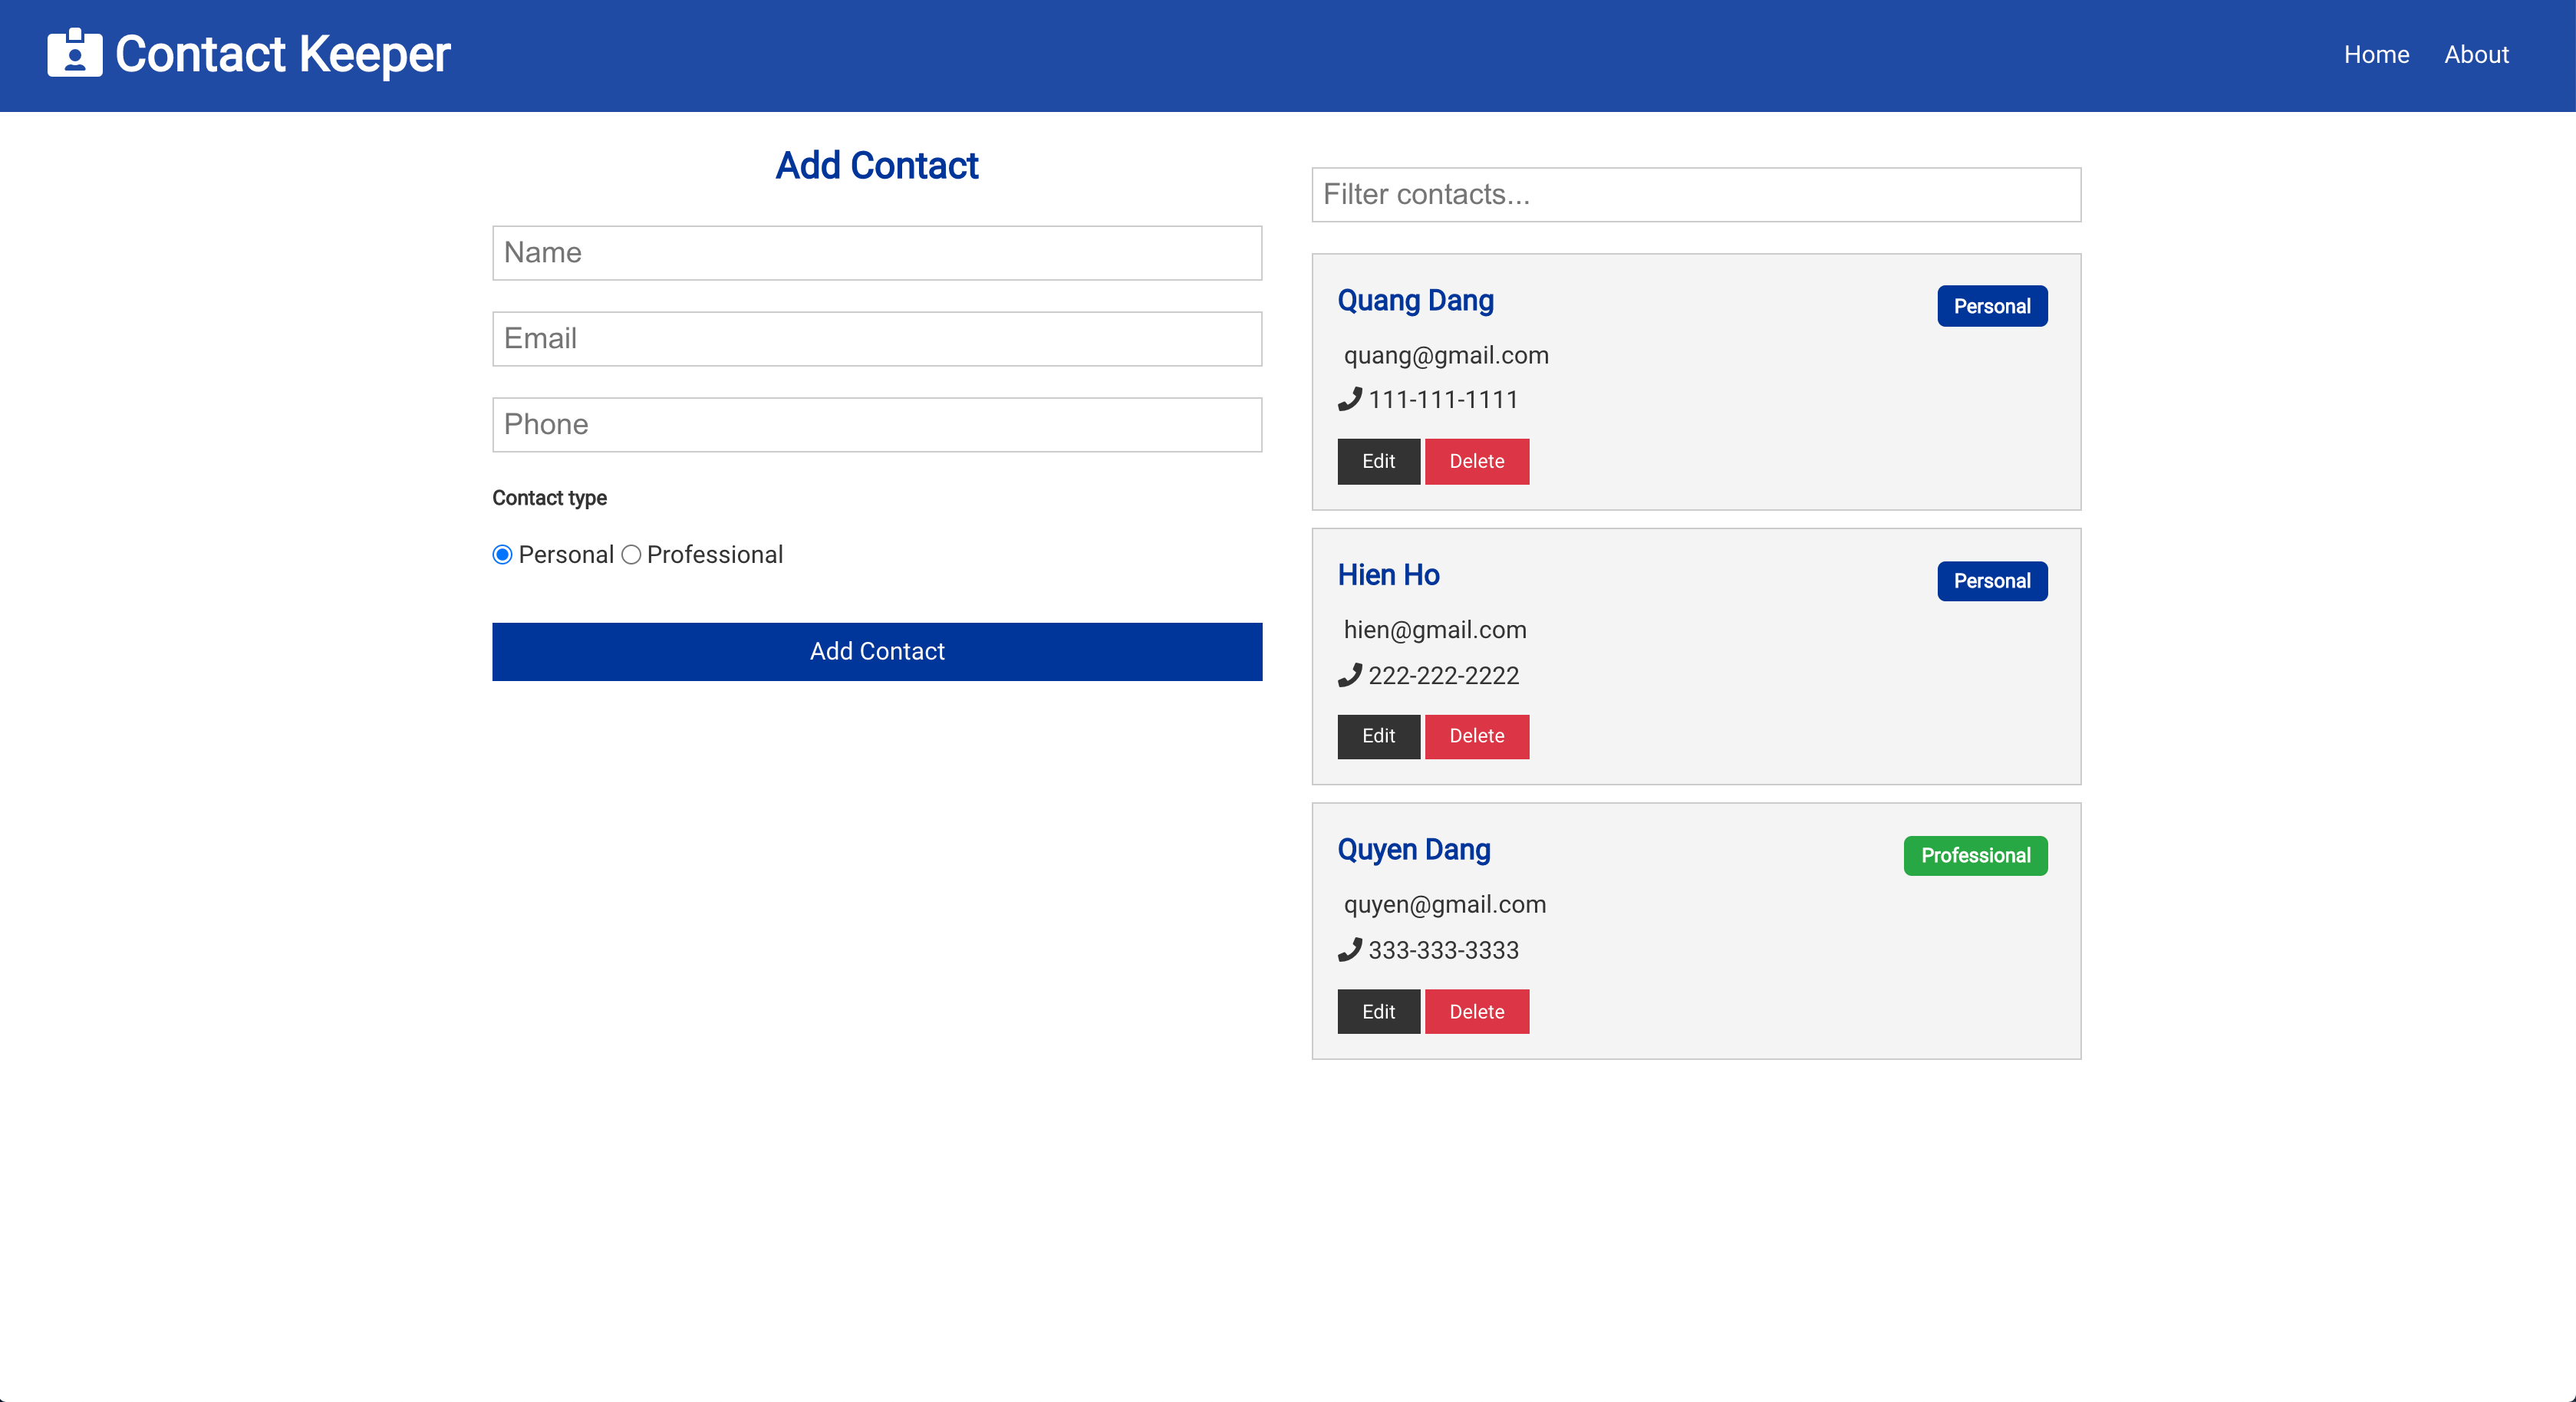 Contact Keeper
Home About
Add Contact
Name
Email
Phone
Contact type
Personal Professional
Add Contact
Filter contacts...
Quang Dang Personal
quang@gmail.com
111-111-1111
Edit Delete
Hien Ho Personal
hien@gmail.com
222-222-2222
Edit Delete
Quyen Dang Professional
quyen@gmail.com
333-333-3333
Edit Delete